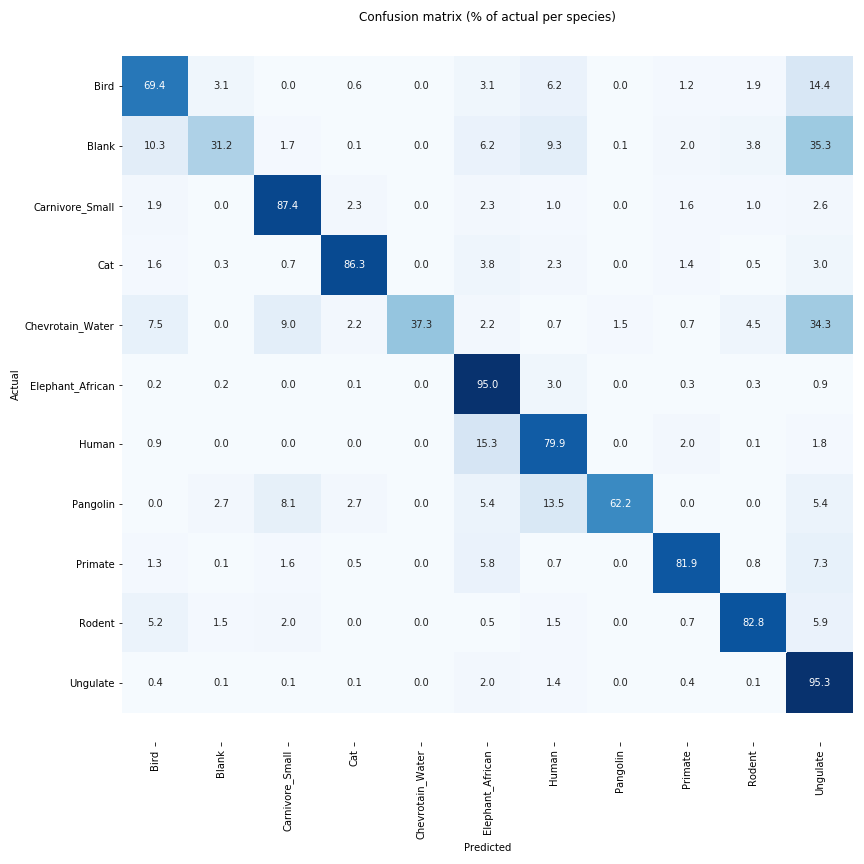 Confusion matrix (% of actual per species)
Bird 69.4 3.1 0.0 0.6 0.0 3.1 6.2 0.0 1.2 1.9 14.4
Blank 10.3 31.2 1.7 0.1 0.0 6.2 9.3 0.1 2.0 3.8 35.3
Carnivore_Small 1.9 0.0 87.4 2.3 0.0 2.3 1.0 0.0 1.6 1.0 2.6
Cat 1.6 0.3 0.7 86.3 0.0 3.8 2.3 0.0 1.4 0.5 3.0
Chevrotain_Water 7.5 0.0 9.0 2.2 37.3 2.2 0.7 1.5 0.7 4.5 34.3
Actual
Elephant_African 0.2 0.2 0.0 0.1 0.0 95.0 3.0 0.0 0.3 0.3 0.9
Human 0.9 0.0 0.0 0.0 0.0 15.3 79.9 0.0 2.0 0.1 1.8
Pangolin 0.0 2.7 8.1 2.7 0.0 5.4 13.5 62.2 0.0 0.0 5.4
Primate 1.3 0.1 1.6 0.5 0.0 5.8 0.7 0.0 81.9 0.8 7.3
Rodent 5.2 1.5 2.0 0.0 0.0 0.5 1.5 0.0 0.7 82.8 5.9
Ungulate 0.4 0.1 0.1 0.1 0.0 2.0 1.4 0.0 0.4 0.1 95.3
Bird Blank Carnivore_Small Cat Chevrotain_Water Elephant_African Human Pangolin Primate Rodent Ungulate
Predicted